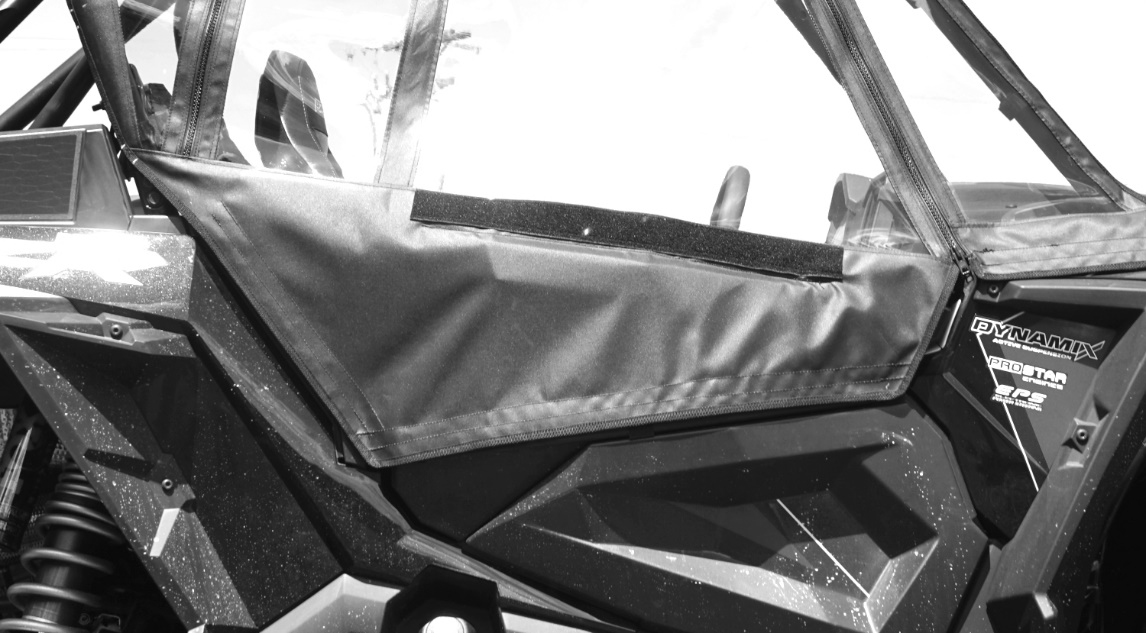 DYNAMIX
ACTIVE SUSPENSION
PROSTAR
ENGINES
EPS